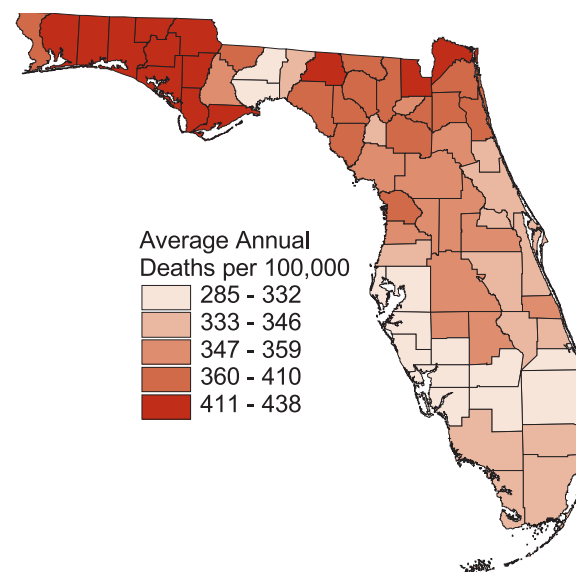 Average Annual
Deaths per 100,000
285 - 332
333 - 346
347 - 359
360 - 410
411 - 438